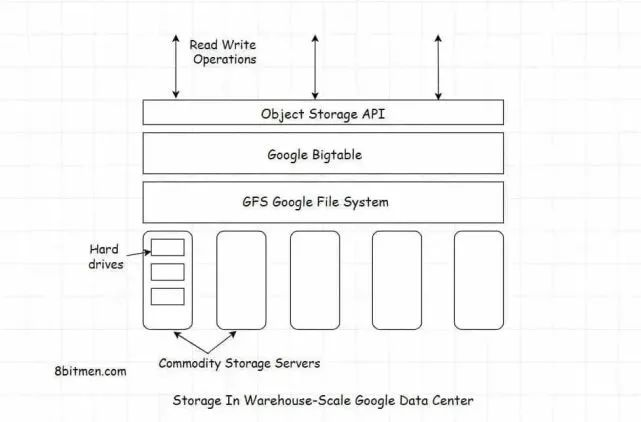 Read Write
Operations
Object Storage API
Google Bigtable
GFS Google File System
Hard
drives
Commodity Storage Servers
8bitmen.com
Storage In Warehouse-Scale Google Data Center